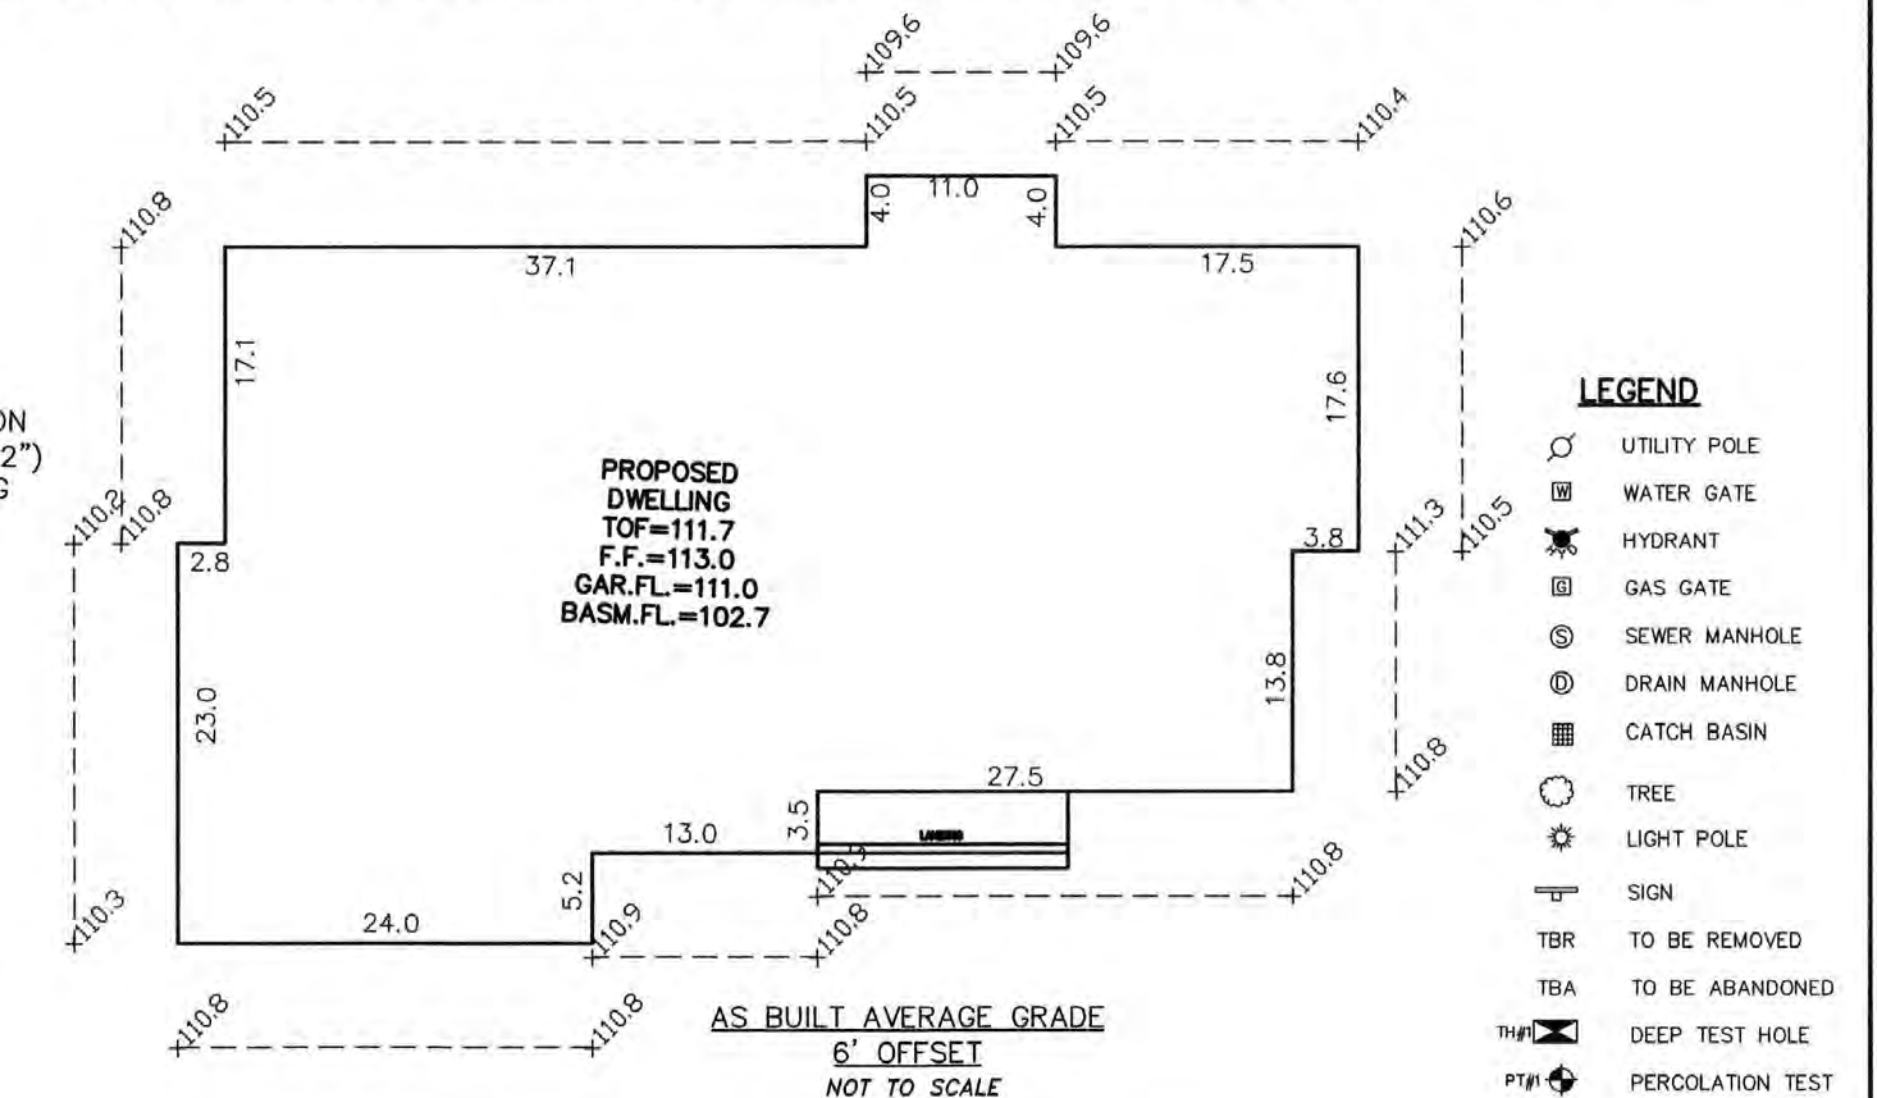 109.6
109.6
110.5
110.5
110.5
110.4
4.0
11.0
4.0
110.8
110.6
37.1
17.5
17.1
17.6
ON
2")
G
PROPOSED
DWELLING
TOF=111.7
F.F.=113.0
GAR.FL.=111.0
BASM.FL.=102.7
110.2
110.8
2.8
3.8
111.3
110.5
23.0
13.8
27.5
110.8
3.5
13.0
LANDING
5.2
110.8
110.3
24.0
110.9
110.8
110.8
110.8
AS BUILT AVERAGE GRADE
6' OFFSET
NOT TO SCALE
LEGEND
UTILITY POLE
W WATER GATE
HYDRANT
G GAS GATE
S SEWER MANHOLE
D DRAIN MANHOLE
CATCH BASIN
TREE
LIGHT POLE
SIGN
TBR TO BE REMOVED
TBA TO BE ABANDONED
TH#1 DEEP TEST HOLE
PT#1 PERCOLATION TEST